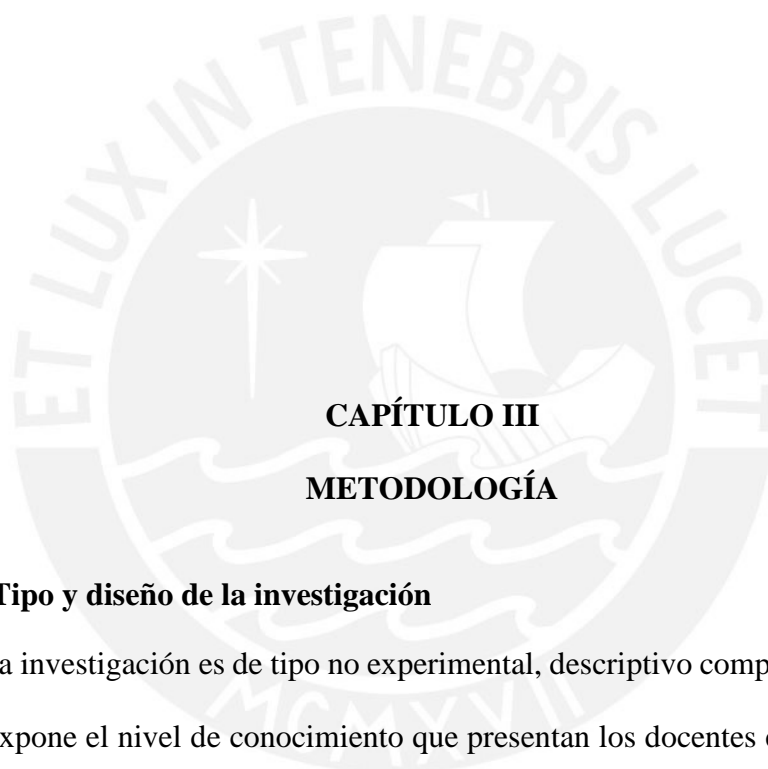 ET LUX IN TENEBRIS LUCET
MCMXVII
CAPÍTULO III
METODOLOGÍA
Tipo y diseño de la investigación
a investigación es de tipo no experimental, descriptivo comp
xpone el nivel de conocimiento que presentan los docentes